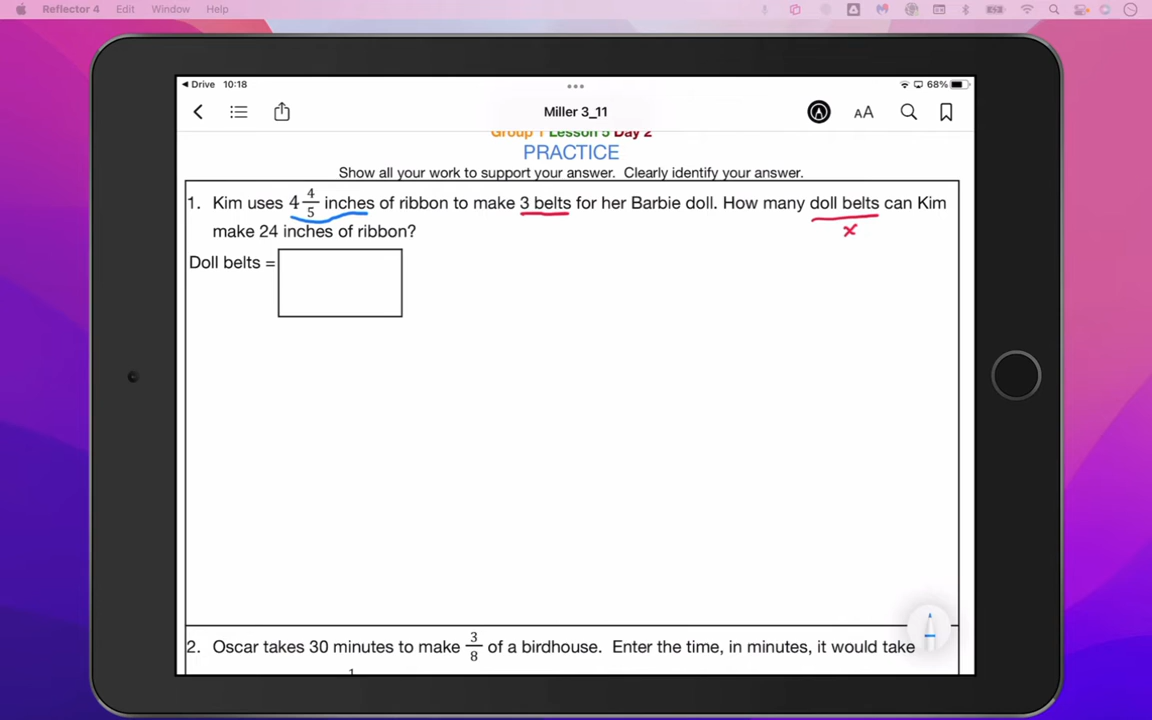 Reflector 4 Edit Window Help
Drive 10:18 68%
Miller 3_11
Group 1 Lesson 5 Day 2
PRACTICE
Show all your work to support your answer. Clearly identify your answer.
1. Kim uses 4 4/5 inches of ribbon to make 3 belts for her Barbie doll. How many doll belts can Kim
x
make 24 inches of ribbon?
Doll belts =
2. Oscar takes 30 minutes to make 3/8 of a birdhouse. Enter the time, in minutes, it would take